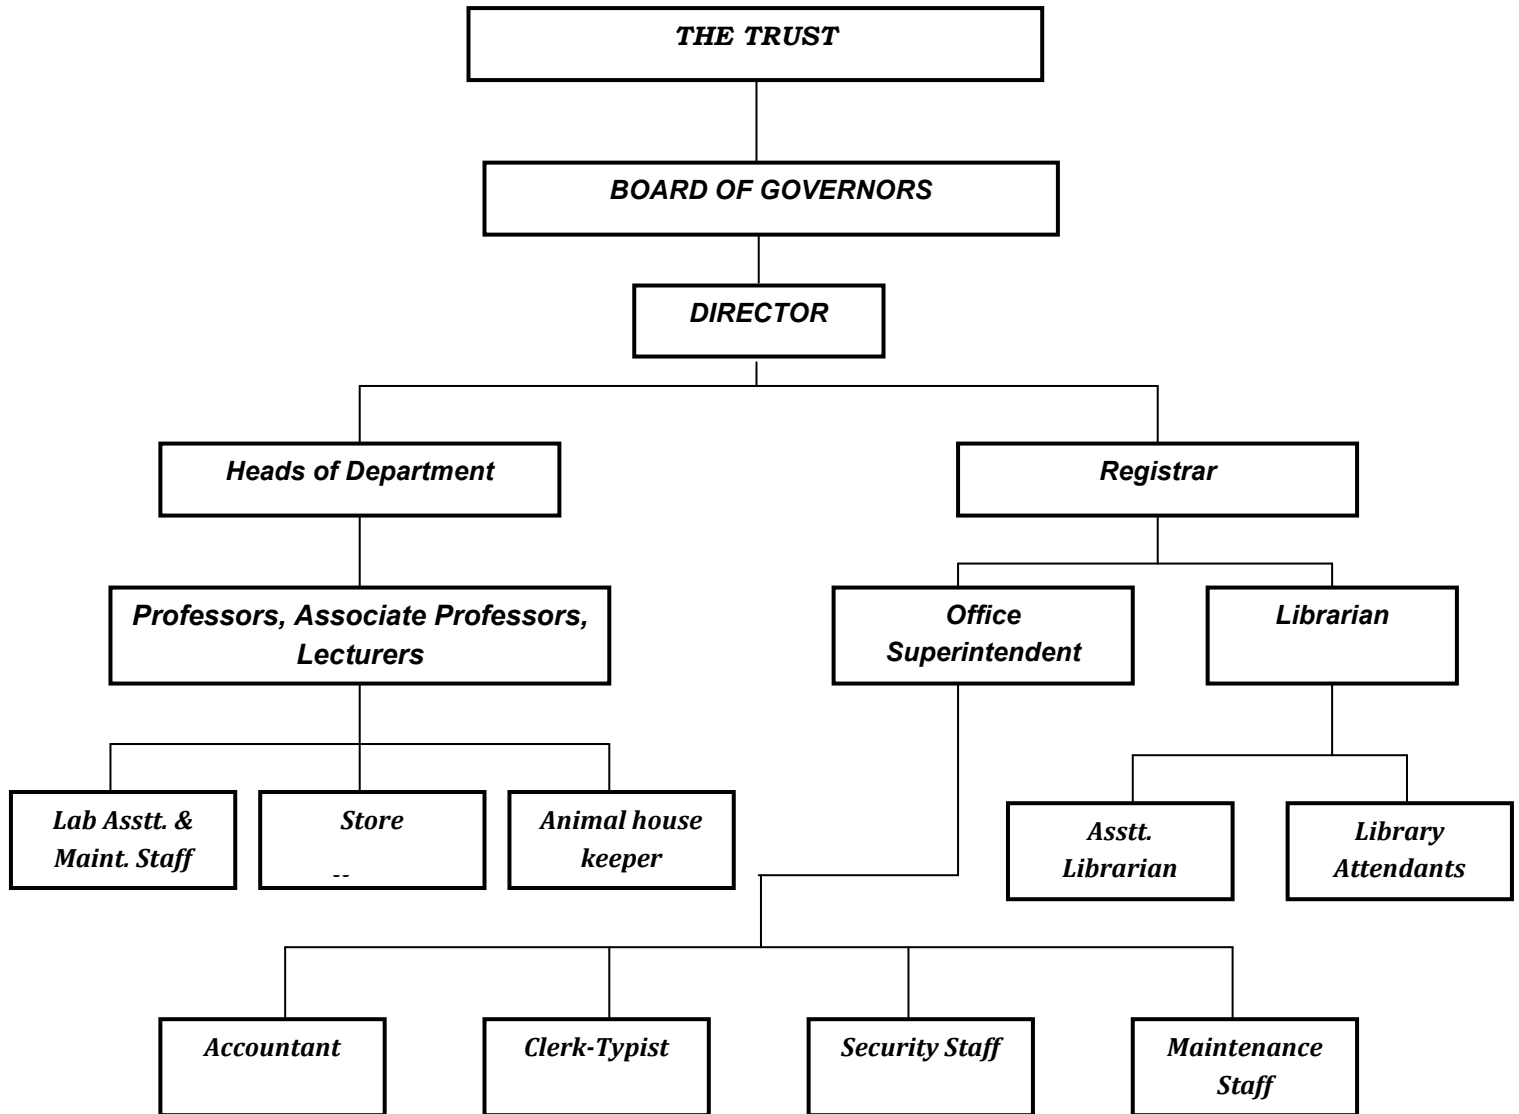 THE TRUST
BOARD OF GOVERNORS
DIRECTOR
Heads of Department
Registrar
Professors, Associate Professors,
Lecturers
Office
Superintendent
Librarian
Lab Asstt. &
Maint. Staff
Store
Animal house
keeper
Asstt.
Librarian
Library
Attendants
Accountant
Clerk-Typist
Security Staff
Maintenance
Staff